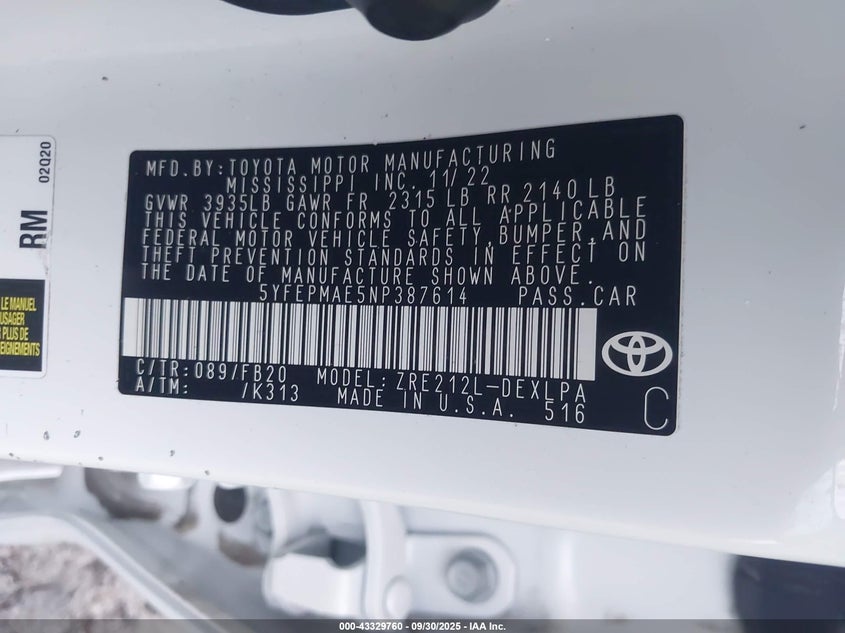 MFD.BY:TOYOTA MOTOR MANUFACTURING
MISSISSIPPI INC. 11/22
GVWR 3935LB GAWR FR 2315 LB RR 2140 LB
THIS VEHICLE CONFORMS TO ALL APPLICABLE
FEDERAL MOTOR VEHICLE SAFETY,BUMPER,AND
THEFT PREVENTION STANDARDS IN EFFECT ON
THE DATE OF MANUFACTURE SHOWN ABOVE.
5YFEPMAE5NP387614 PASS.CAR
C/TR:089/FB20 MODEL:ZRE212L-DEXLPA
A/TM: /K313 MADE IN U.S.A. 516
C
RM
02Q20
LE MANUEL
USAGER
PLUS DE
EIGNEMENTS
000-43329760 - 09/30/2025 - IAA Inc.